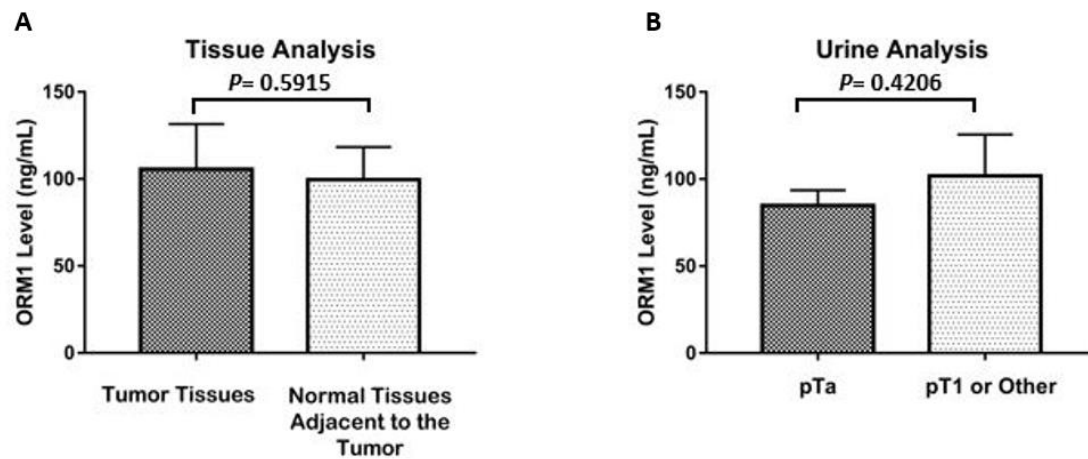 A
Tissue Analysis
P= 0.5915
ORM1 Level (ng/mL)
150
100
50
0
Tumor Tissues
Normal Tissues
Adjacent to the
Tumor
B
Urine Analysis
P= 0.4206
ORM1 Level (ng/mL)
150
100
50
0
pTa
pT1 or Other